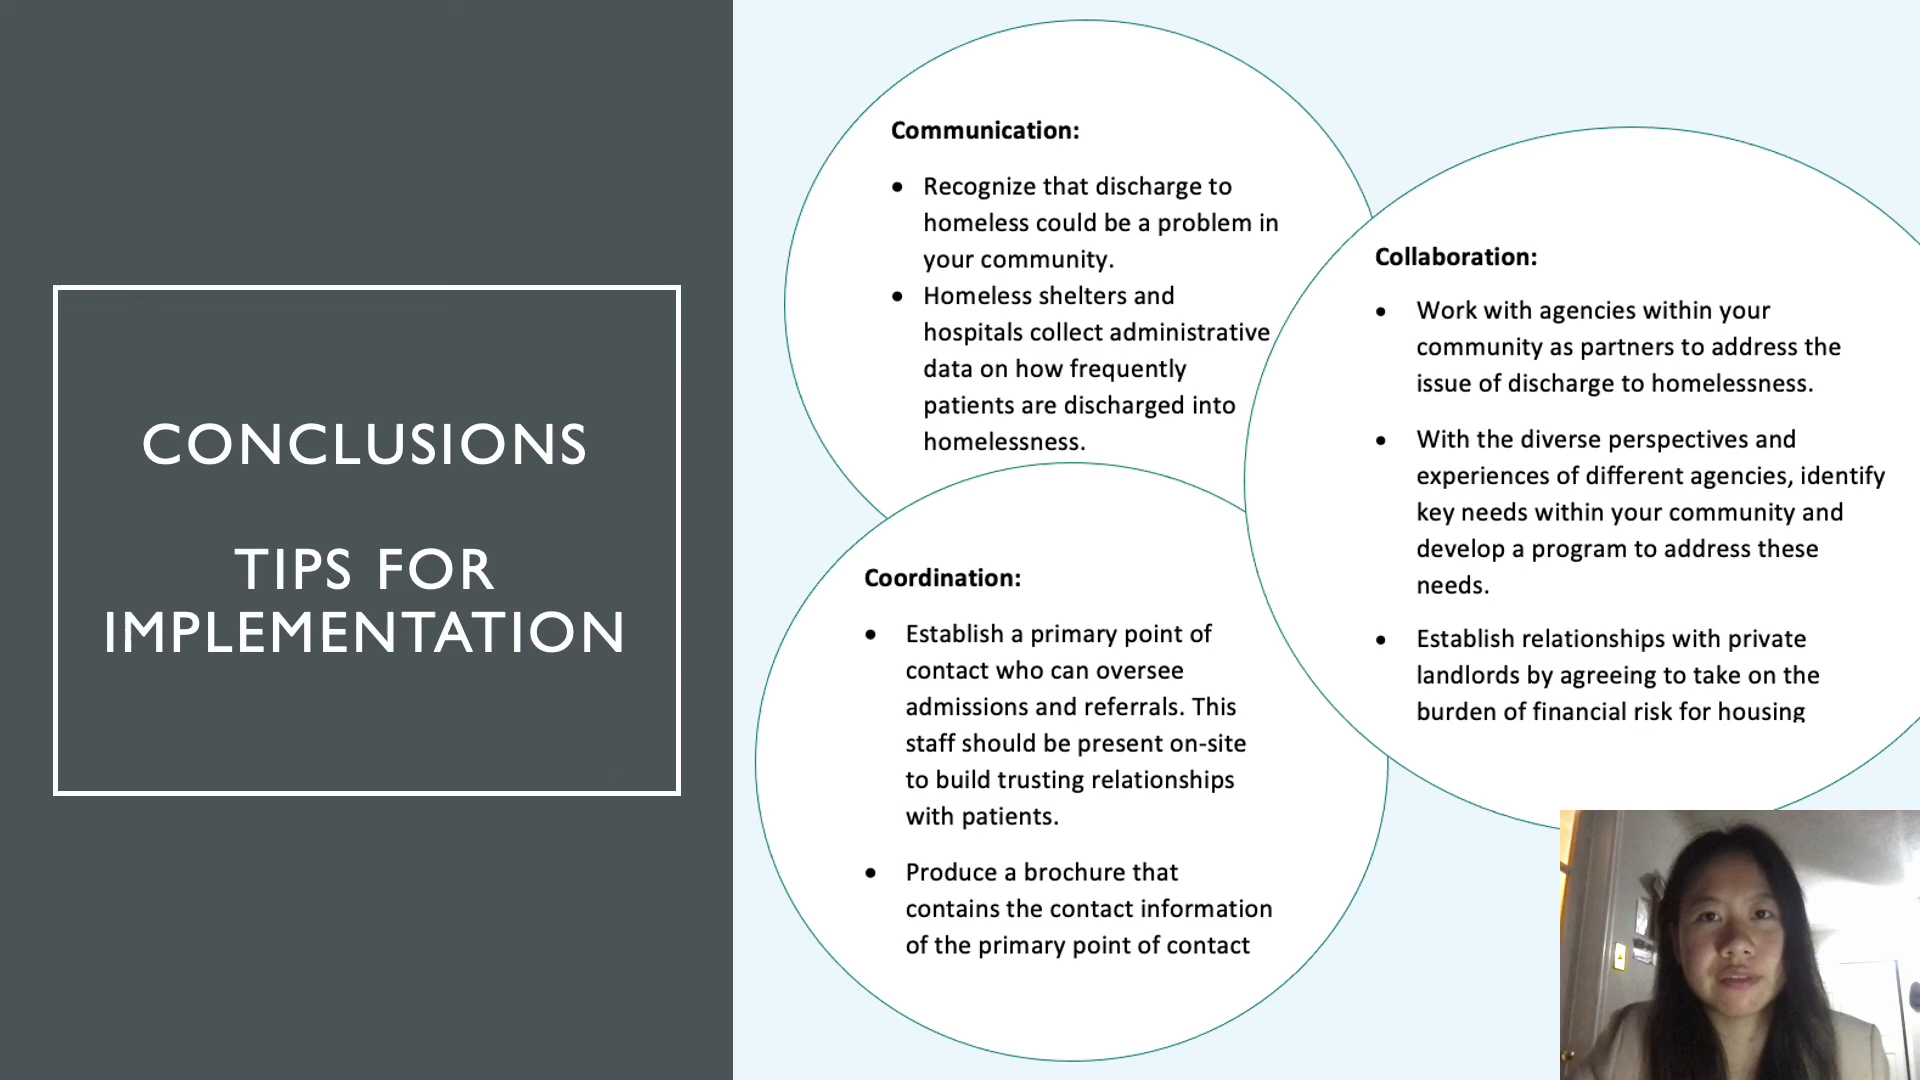 CONCLUSIONS
TIPS FOR
IMPLEMENTATION
Communication:
• Recognize that discharge to
homeless could be a problem in
your community.
• Homeless shelters and
hospitals collect administrative
data on how frequently
patients are discharged into
homelessness.
Collaboration:
• Work with agencies within your
community as partners to address the
issue of discharge to homelessness.
• With the diverse perspectives and
experiences of different agencies, identify
key needs within your community and
develop a program to address these
needs.
• Establish relationships with private
landlords by agreeing to take on the
burden of financial risk for housing
Coordination:
• Establish a primary point of
contact who can oversee
admissions and referrals. This
staff should be present on-site
to build trusting relationships
with patients.
• Produce a brochure that
contains the contact information
of the primary point of contact